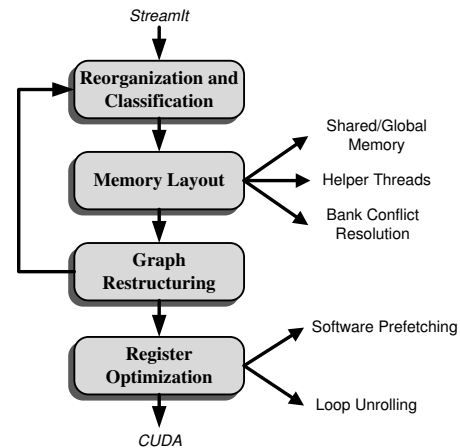 StreamIt
Reorganization and
Classification
Shared/Global
Memory
Memory Layout
Helper Threads
Bank Conflict
Resolution
Graph
Restructuring
Software Prefetching
Register
Optimization
Loop Unrolling
CUDA